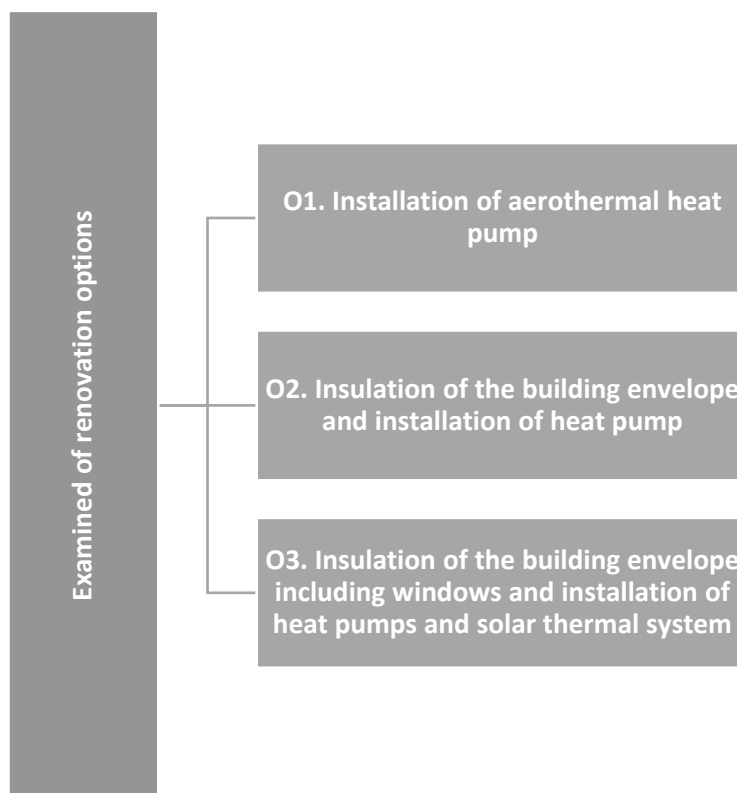 Examined of renovation options
O1. Installation of aerothermal heat
pump
O2. Insulation of the building envelope
and installation of heat pump
O3. Insulation of the building envelope
including windows and installation of
heat pumps and solar thermal system